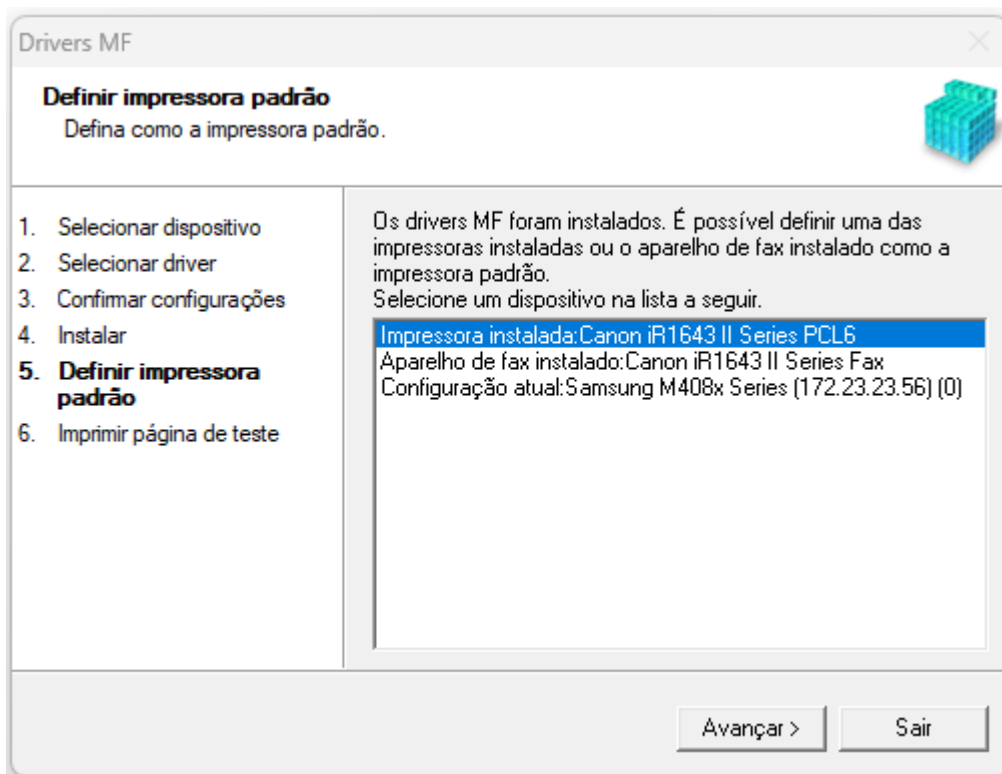 Drivers MF
Definir impressora padrão
Defina como a impressora padrão.
1. Selecionar dispositivo
2. Selecionar driver
3. Confirmar configurações
4. Instalar
5. Definir impressora
padrão
6. Imprimir página de teste
Os drivers MF foram instalados. É possível definir uma das
impressoras instaladas ou o aparelho de fax instalado como a
impressora padrão.
Selecione um dispositivo na lista a seguir.
Impressora instalada:Canon iR1643 II Series PCL6
Aparelho de fax instalado:Canon iR1643 II Series Fax
Configuração atual:Samsung M408x Series (172.23.23.56) (0)
Avançar >
Sair